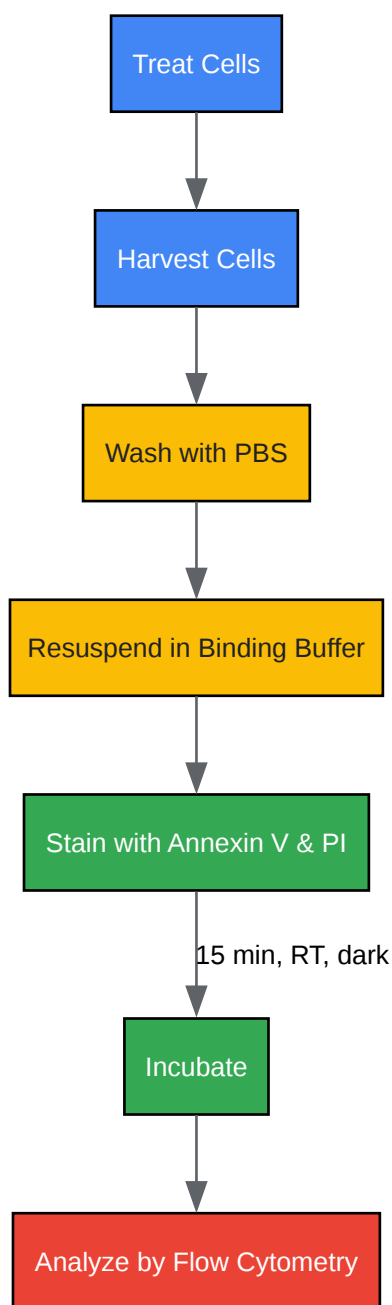 Treat Cells
Harvest Cells
Wash with PBS
Resuspend in Binding Buffer
Stain with Annexin V & PI
15 min, RT, dark
Incubate
Analyze by Flow Cytometry